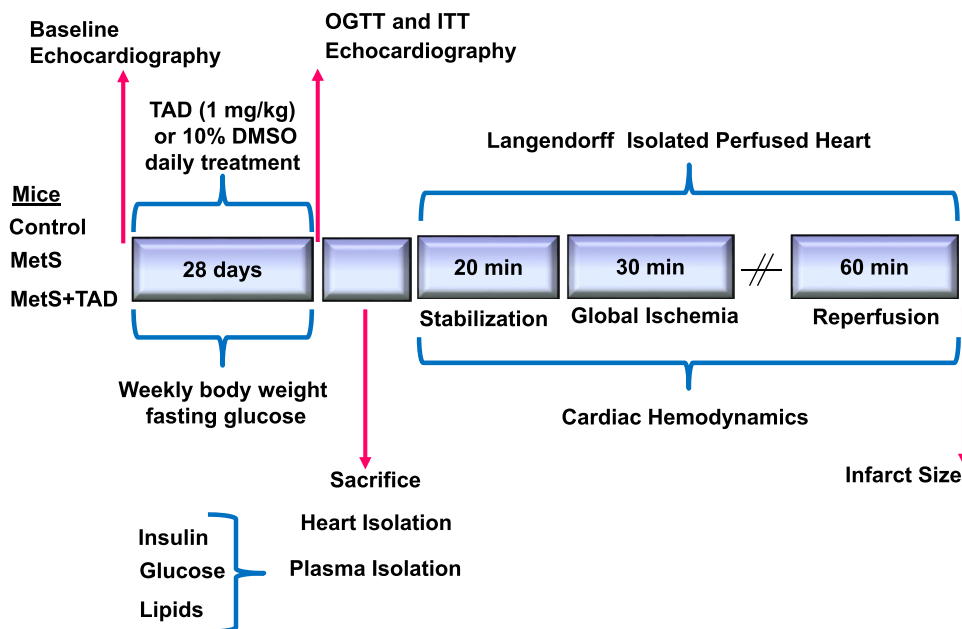 Baseline
Echocardiography
OGTT and ITT
Echocardiography
TAD (1 mg/kg)
or 10% DMSO
daily treatment
Langendorff Isolated Perfused Heart
Mice
Control
MetS
MetS+TAD
28 days
20 min
30 min
60 min
Stabilization
Global Ischemia
Reperfusion
Weekly body weight
fasting glucose
Cardiac Hemodynamics
Sacrifice
Infarct Size
Heart Isolation
Plasma Isolation
Insulin
Glucose
Lipids